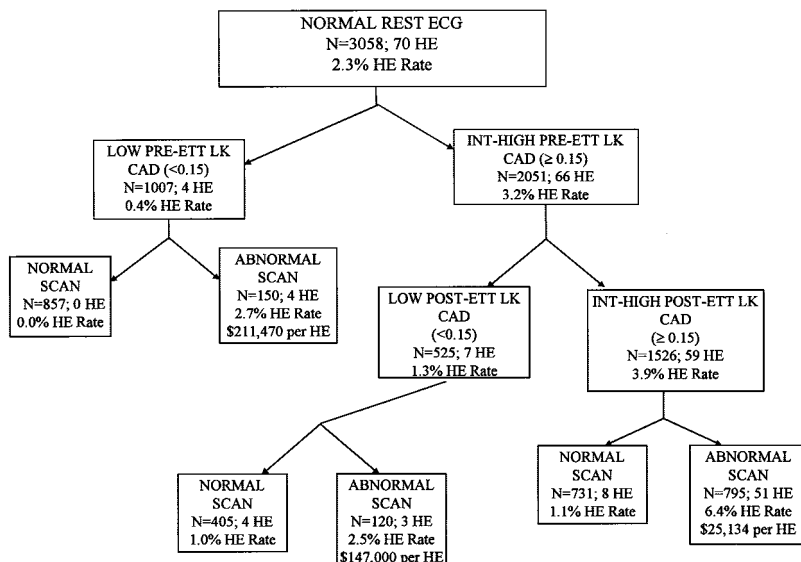 NORMAL REST ECG
N=3058; 70 HE
2.3% HE Rate
LOW PRE-ETT LK
CAD (<0.15)
N=1007; 4 HE
0.4% HE Rate
INT-HIGH PRE-ETT LK
CAD (≥ 0.15)
N=2051; 66 HE
3.2% HE Rate
NORMAL
SCAN
N=857; 0 HE
0.0% HE Rate
ABNORMAL
SCAN
N=150; 4 HE
2.7% HE Rate
$211,470 per HE
LOW POST-ETT LK
CAD
(<0.15)
N=525; 7 HE
1.3% HE Rate
INT-HIGH POST-ETT LK
CAD
(≥ 0.15)
N=1526; 59 HE
3.9% HE Rate
NORMAL
SCAN
N=405; 4 HE
1.0% HE Rate
ABNORMAL
SCAN
N=120; 3 HE
2.5% HE Rate
$147,000 per HE
NORMAL
SCAN
N=731; 8 HE
1.1% HE Rate
ABNORMAL
SCAN
N=795; 51 HE
6.4% HE Rate
$25,134 per HE